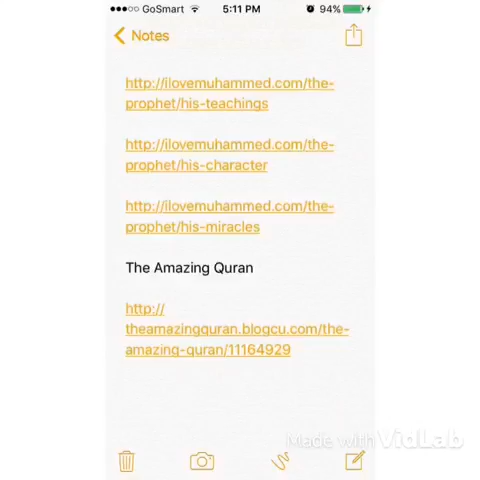 GoSmart 5:11 PM 94%
Notes
http://ilovemuhammed.com/the-
prophet/his-teachings
http://ilovemuhammed.com/the-
prophet/his-character
http://ilovemuhammed.com/the-
prophet/his-miracles
The Amazing Quran
http://
theamazingquran.blogcu.com/the-
amazing-quran/11164929
Made with VidLab